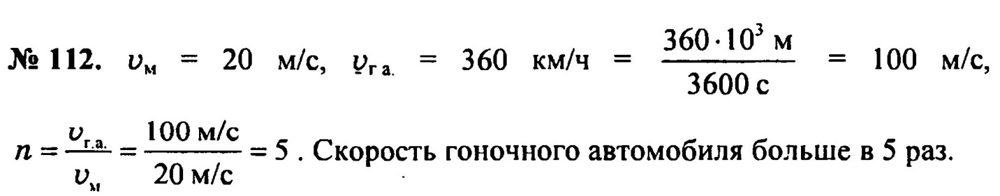 № 112. υм = 20 м/с, υг а. = 360 км/ч = 360·10³ м / 3600 с = 100 м/с,
n = υг.а. / υм = 100 м/с / 20 м/с = 5 . Скорость гоночного автомобиля больше в 5 раз.